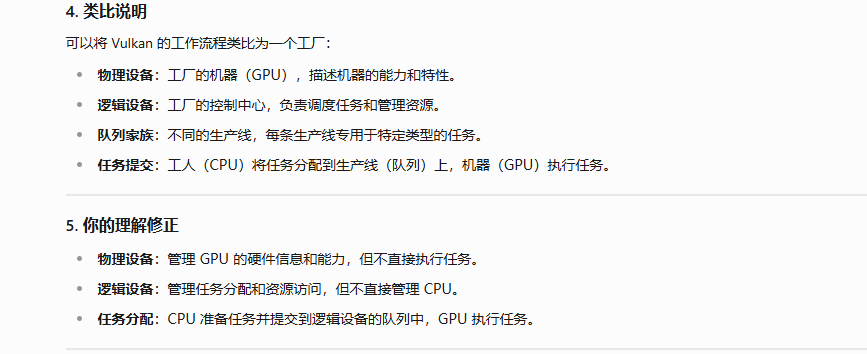 4. 类比说明
可以将 Vulkan 的工作流程类比为一个工厂：
物理设备：工厂的机器（GPU），描述机器的能力和特性。
逻辑设备：工厂的控制中心，负责调度任务和管理资源。
队列家族：不同的生产线，每条生产线专用于特定类型的任务。
任务提交：工人（CPU）将任务分配到生产线（队列）上，机器（GPU）执行任务。
5. 你的理解修正
物理设备：管理 GPU 的硬件信息和能力，但不直接执行任务。
逻辑设备：管理任务分配和资源访问，但不直接管理 CPU。
任务分配：CPU 准备任务并提交到逻辑设备的队列中，GPU 执行任务。